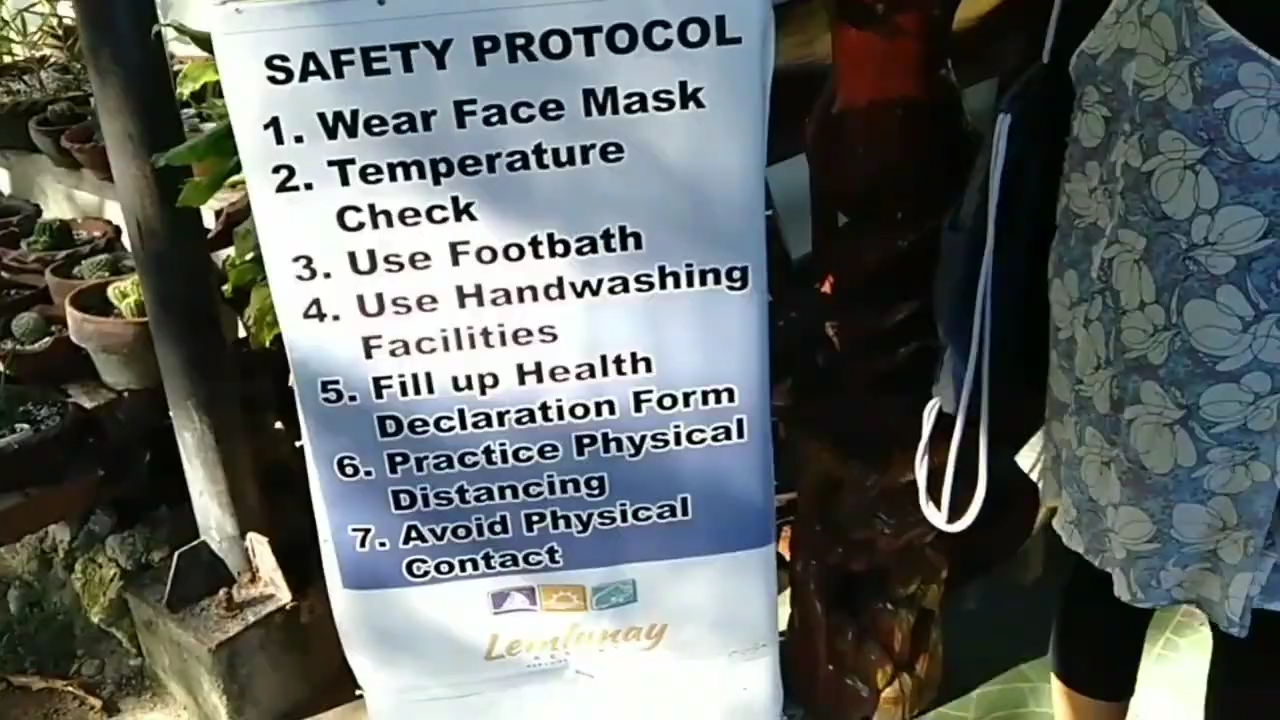 SAFETY PROTOCOL
1. Wear Face Mask
2. Temperature
Check
3. Use Footbath
4. Use Handwashing
Facilities
5. Fill up Health
Declaration Form
6. Practice Physical
Distancing
7. Avoid Physical
Contact
Lemlunay